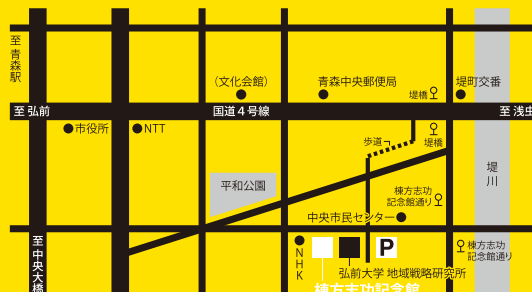 至青森駅
(文化会館)
青森中央郵便局
堤橋
堤町交番
至 弘前
国道４号線
至 浅虫
市役所
NTT
歩道
堤橋
堤川
平和公園
棟方志功
記念館通り
中央市民センター
至中央大橋
NHK
P
棟方志功
記念館通り
弘前大学 地域戦略研究所
棟方志功記念館